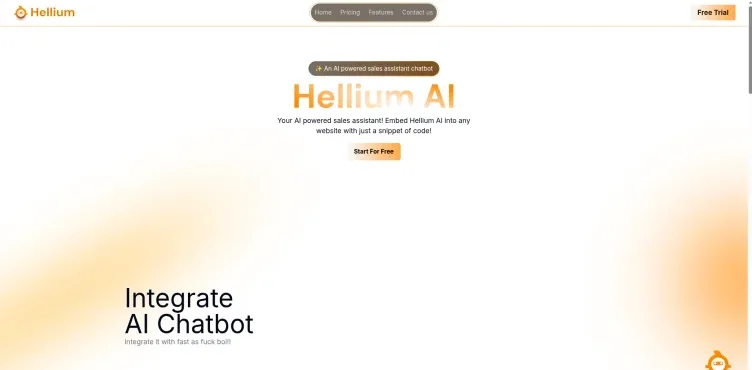 Hellium
Home Pricing Features Contact us
Free Trial
✨ An AI powered sales assistant chatbot
Hellium AI
Your AI powered sales assistant! Embed Hellium AI into any
website with just a snippet of code!
Start For Free
Integrate
AI Chatbot
Integrate it with fast as fuck boii!